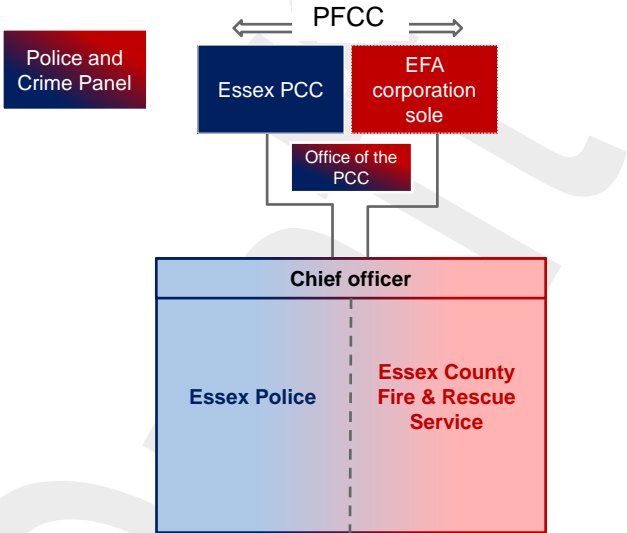 PFCC
Police and
Crime Panel
Essex PCC
EFA
corporation
sole
Office of the
PCC
Chief officer
Essex Police
Essex County
Fire & Rescue
Service